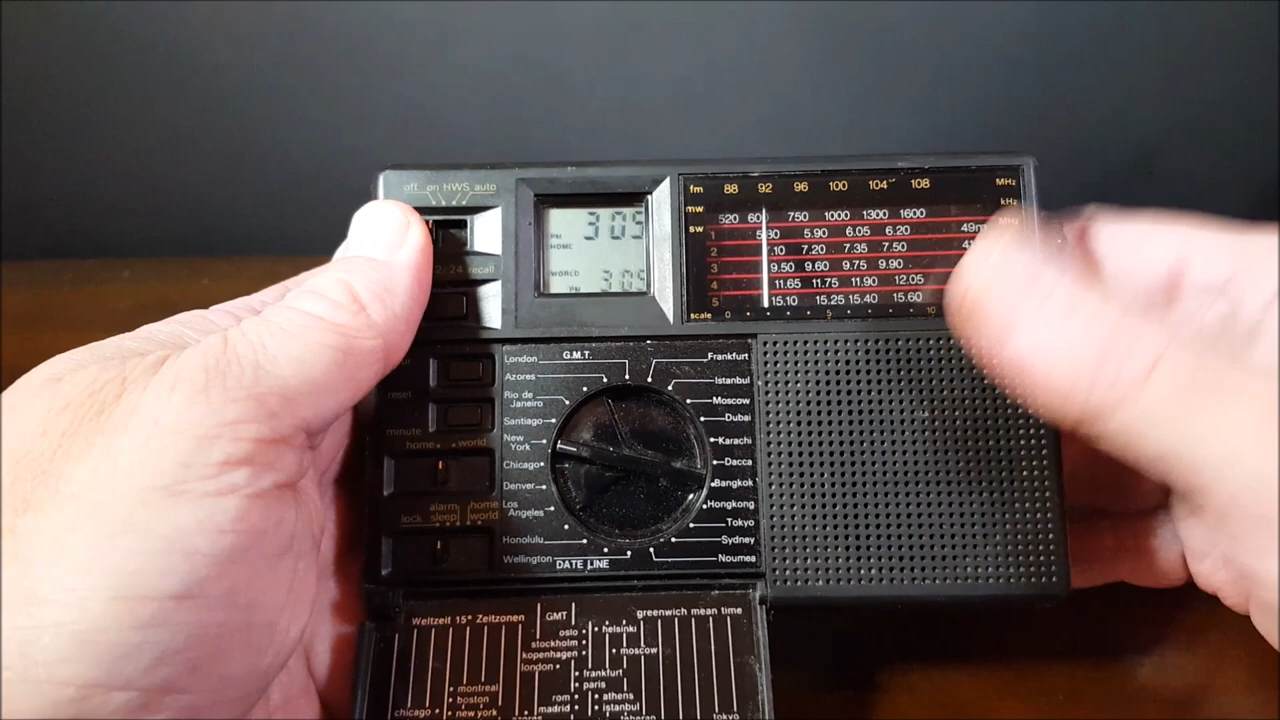 off on HWS auto
12/24 recall
reset
minute
home world
lock alarm sleep home world
PM 3 05
HOME
WORLD
PM 3 05
fm 88 92 96 100 104 108 MHz
mw 520 600 750 1000 1300 1600 kHz
sw MHz
1 5.90 6.05 6.20 49m
2 7.20 7.35 7.50
3 9.50 9.60 9.75 9.90
4 11.65 11.75 11.90 12.05
5 15.10 15.25 15.40 15.60
scale 0 5 10
London G.M.T. Frankfurt
Azores Istanbul
Rio de Janeiro Moscow
Santiago Dubai
New York Karachi
Chicago Dacca
Denver Bangkok
Los Angeles Hongkong
Tokyo
Honolulu Sydney
Wellington DATE LINE Noumea
Weltzeit 15° Zeitzonen GMT greenwich mean time
oslo helsinki
stockholm
kopenhagen moscow
london
frankfurt
paris
montreal
rom athens
boston
madrid istanbul
chicago new york azores teheran tokyo